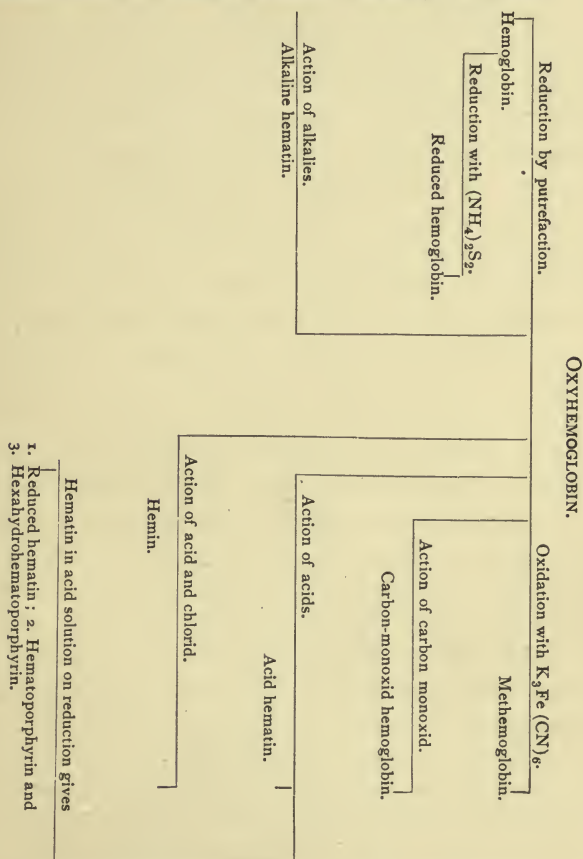 OXYHEMOGLOBIN.
Reduction by putrefaction.
Hemoglobin.
Reduction with (NH₄)₂S₂.
Reduced hemoglobin.
Action of alkalies.
Alkaline hematin.
Oxidation with K₃Fe (CN)₆.
Methemoglobin.
Action of carbon monoxid.
Carbon-monoxid hemoglobin.
Action of acids.
Acid hematin.
Action of acid and chlorid.
Hemin.
Hematin in acid solution on reduction gives
1. Reduced hematin ; 2. Hematoporphyrin and
3. Hexahydrohematoporphyrin.